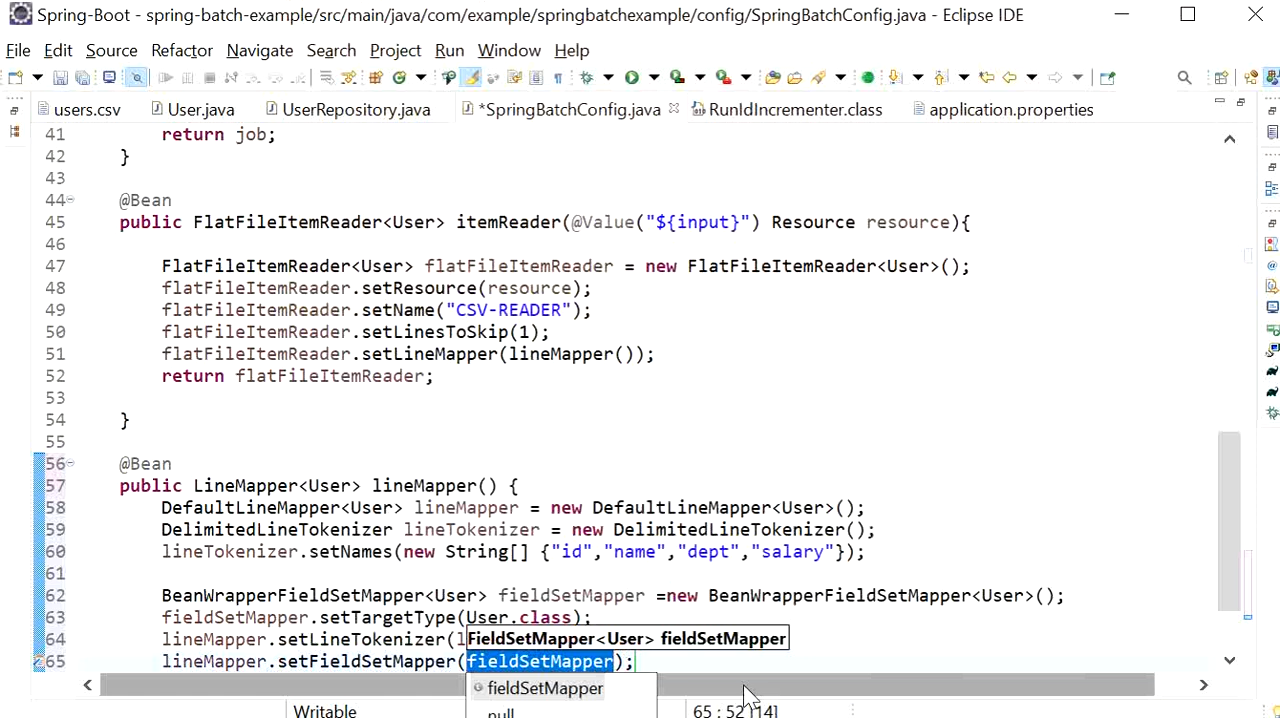 Spring-Boot - spring-batch-example/src/main/java/com/example/springbatchexample/config/SpringBatchConfig.java - Eclipse IDE
File Edit Source Refactor Navigate Search Project Run Window Help
users.csv User.java UserRepository.java *SpringBatchConfig.java RunIdIncrementer.class application.properties
41 return job;
42 }
43
44 @Bean
45 public FlatFileItemReader<User> itemReader(@Value("${input}") Resource resource){
46
47 FlatFileItemReader<User> flatFileItemReader = new FlatFileItemReader<User>();
48 flatFileItemReader.setResource(resource);
49 flatFileItemReader.setName("CSV-READER");
50 flatFileItemReader.setLinesToSkip(1);
51 flatFileItemReader.setLineMapper(lineMapper());
52 return flatFileItemReader;
53
54 }
55
56 @Bean
57 public LineMapper<User> lineMapper() {
58 DefaultLineMapper<User> lineMapper = new DefaultLineMapper<User>();
59 DelimitedLineTokenizer lineTokenizer = new DelimitedLineTokenizer();
60 lineTokenizer.setNames(new String[] {"id","name","dept","salary"});
61
62 BeanWrapperFieldSetMapper<User> fieldSetMapper =new BeanWrapperFieldSetMapper<User>();
63 fieldSetMapper.setTargetType(User.class);
64 lineMapper.setLineTokenizer(l
FieldSetMapper<User> fieldSetMapper
65 lineMapper.setFieldSetMapper(fieldSetMapper);
fieldSetMapper
null
Writable 65 : 52 [14]